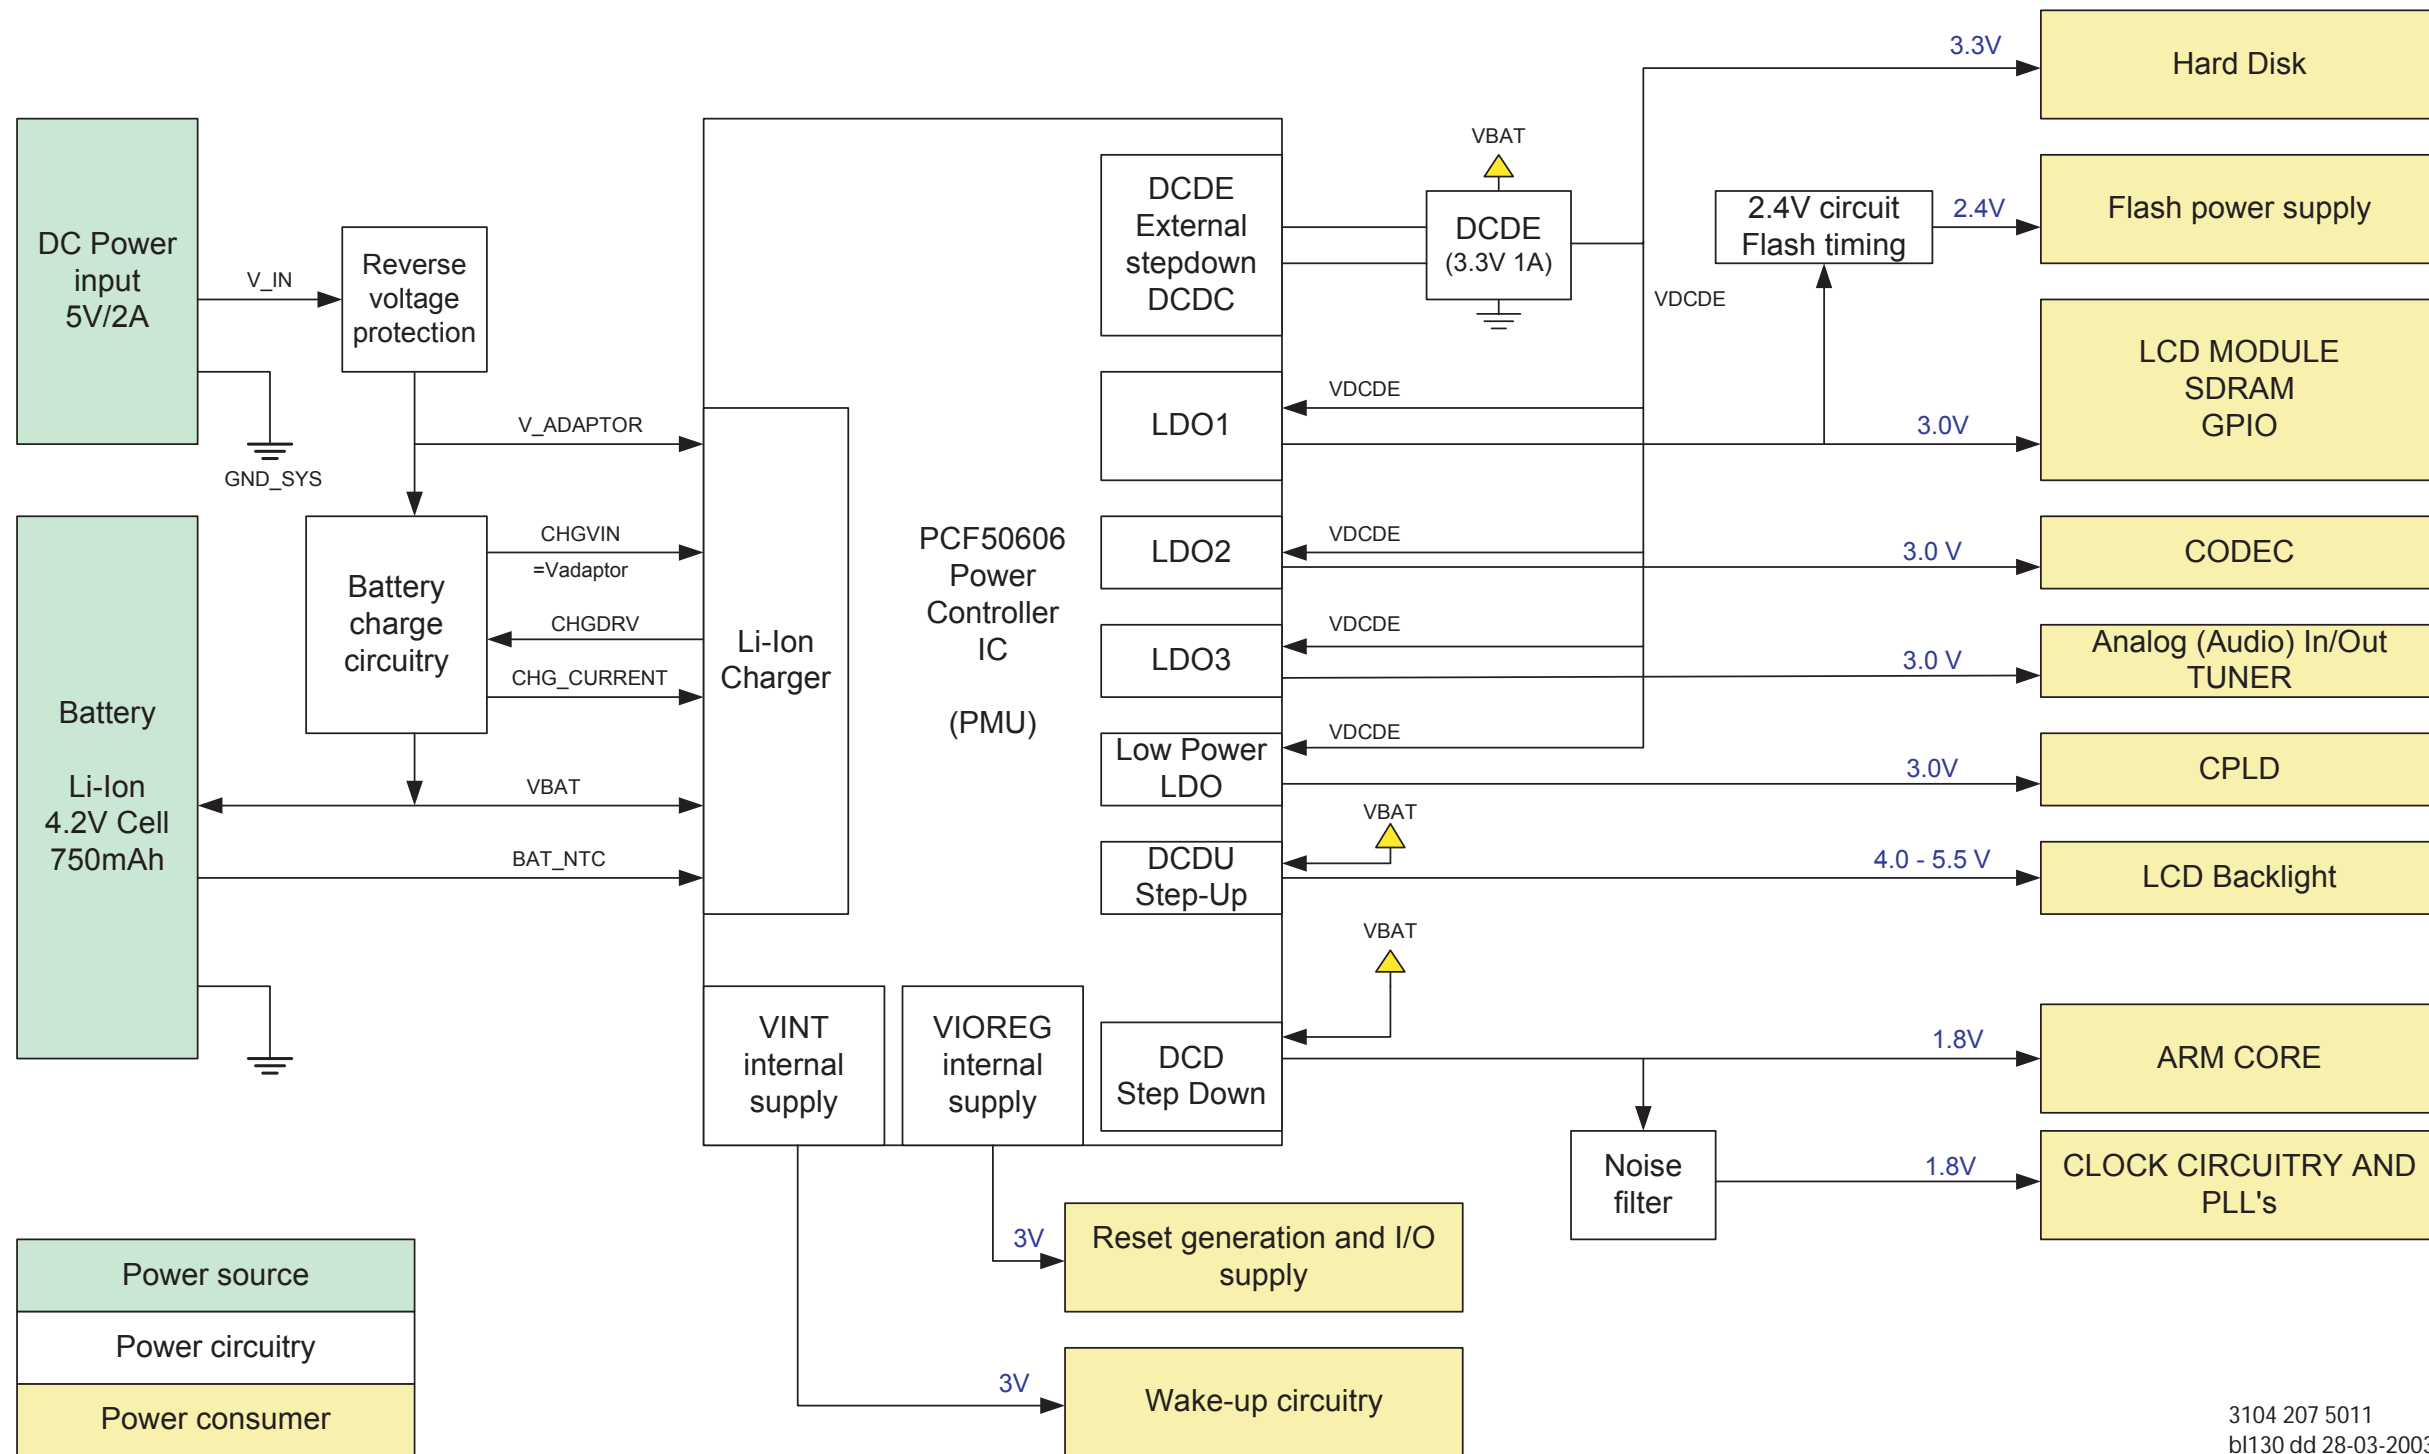 DC Power
input
5V/2A
V_IN
GND_SYS
Reverse
voltage
protection
V_ADAPTOR
Battery
Li-Ion
4.2V Cell
750mAh
Battery
charge
circuitry
CHGVIN
=Vadaptor
CHGDRV
CHG_CURRENT
VBAT
BAT_NTC
Li-Ion
Charger
PCF50606
Power
Controller
IC
(PMU)
DCDE
External
stepdown
DCDC
VBAT
DCDE
(3.3V 1A)
VDCDE
3.3V
Hard Disk
2.4V circuit
Flash timing
2.4V
Flash power supply
LDO1
VDCDE
3.0V
LCD MODULE
SDRAM
GPIO
LDO2
VDCDE
3.0 V
CODEC
LDO3
VDCDE
3.0 V
Analog (Audio) In/Out
TUNER
Low Power
LDO
VDCDE
3.0V
CPLD
DCDU
Step-Up
VBAT
4.0 - 5.5 V
LCD Backlight
VBAT
DCD
Step Down
1.8V
ARM CORE
Noise
filter
1.8V
CLOCK CIRCUITRY AND
PLL's
VINT
internal
supply
VIOREG
internal
supply
3V
Reset generation and I/O
supply
3V
Wake-up circuitry
Power source
Power circuitry
Power consumer
3104 207 5011
bl130 dd 28-03-2003